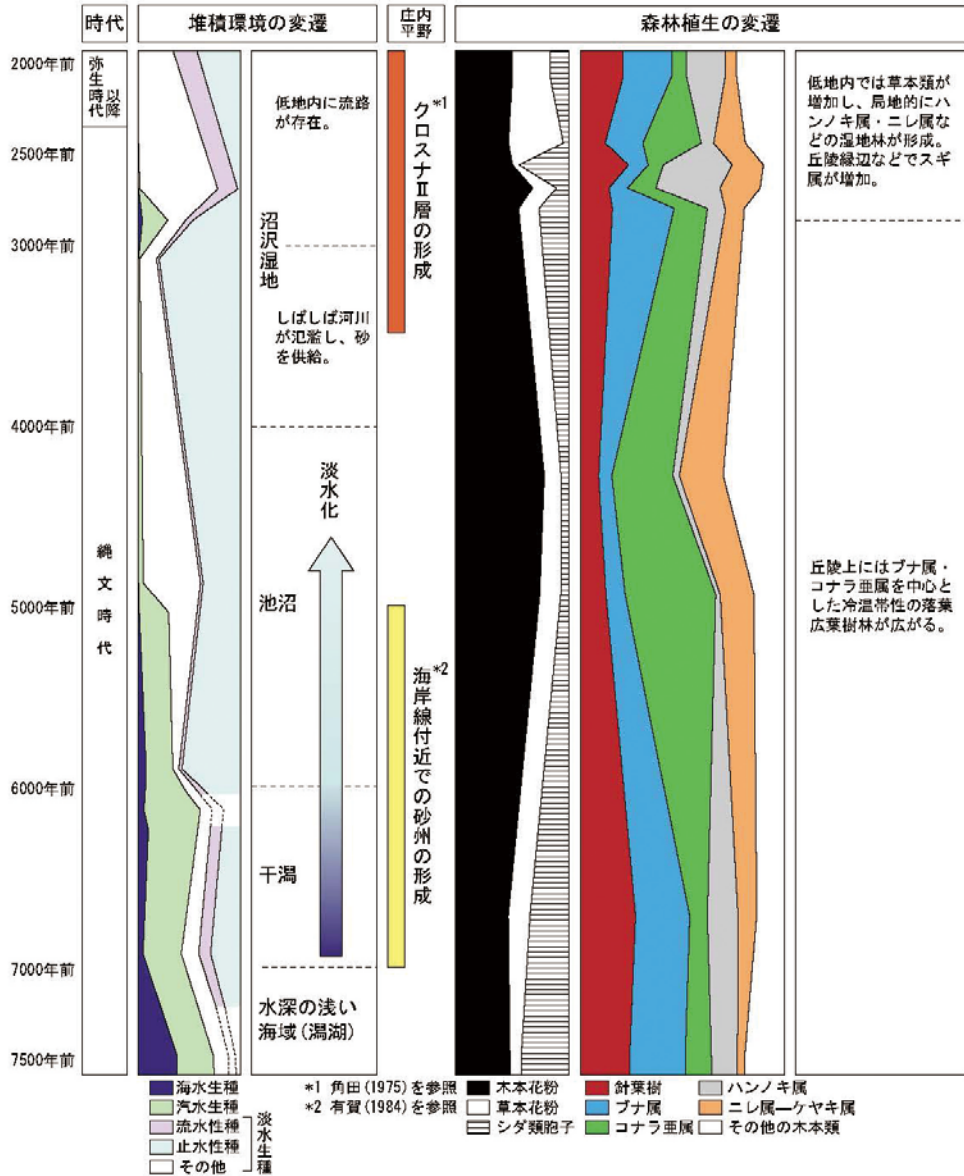 時代
堆積環境の変遷
庄内
平野
森林植生の変遷
2000年前
2500年前
3000年前
4000年前
5000年前
6000年前
7000年前
7500年前
弥生時代以降
縄文時代
低地内に流路
が存在。
沼沢湿地
しばしば河川
が氾濫し、砂
を供給。
淡水化
池沼
干潟
水深の浅い
海域(潟湖)
クロスナⅡ層の形成*1
海岸線付近での砂州の形成*2
低地内では草本類が
増加し、局地的にハ
ンノキ属・ニレ属な
どの湿地林が形成。
丘陵縁辺などでスギ
属が増加。
丘陵上にはブナ属・
コナラ亜属を中心と
した冷温帯性の落葉
広葉樹林が広がる。
海水生種
汽水生種
流水性種
止水性種
その他
淡水生種
*1 角田(1975)を参照
*2 有賀(1984)を参照
木本花粉
草本花粉
シダ類胞子
針葉樹
ブナ属
コナラ亜属
ハンノキ属
ニレ属―ケヤキ属
その他の木本類